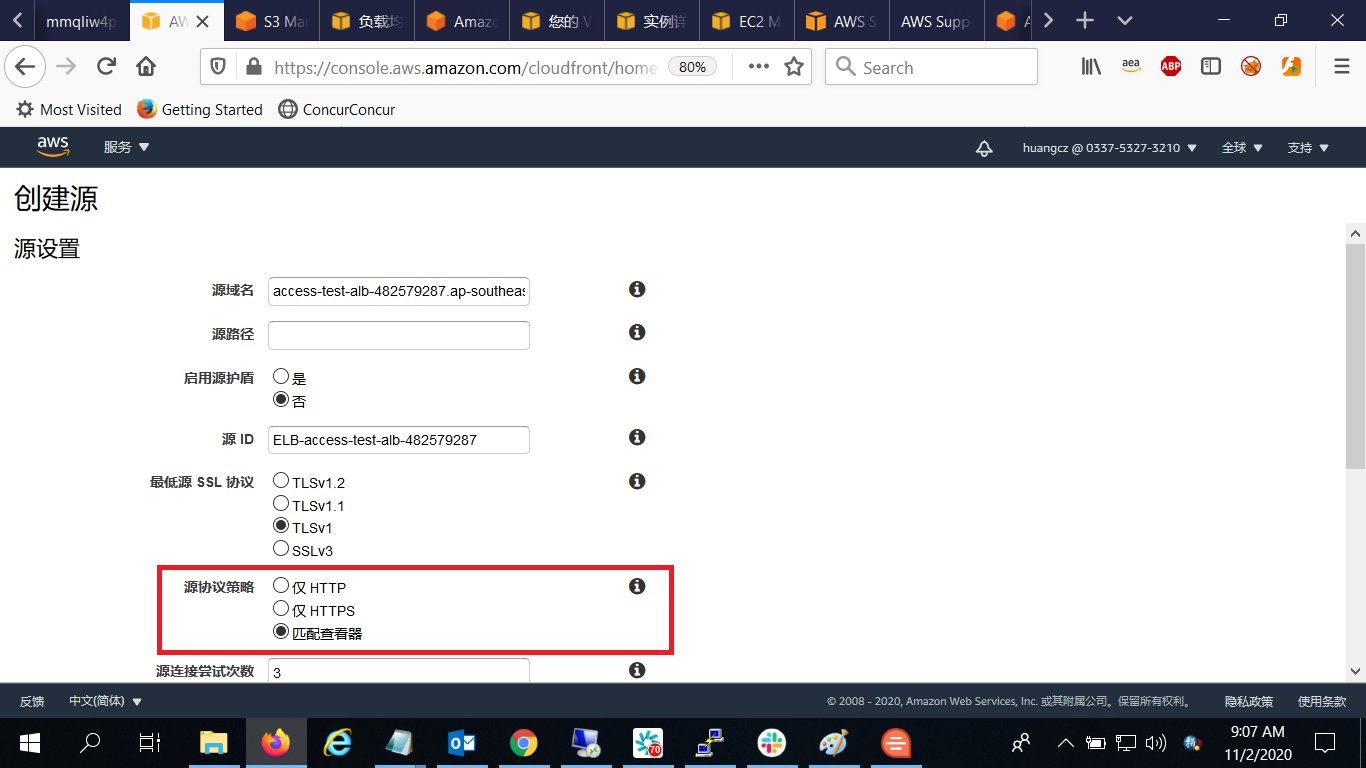 mmqliw4p
AW
S3 Ma
负载均
Amazo
您的 V
实例详
EC2 M
AWS S
AWS Supp
https://console.aws.amazon.com/cloudfront/home
80%
Search
aea
ABP
Most Visited
Getting Started
ConcurConcur
aws
服务
huangcz @ 0337-5327-3210
全球
支持
创建源
源设置
源域名
access-test-alb-482579287.ap-southeas
源路径
启用源护盾
是
否
源 ID
ELB-access-test-alb-482579287
最低源 SSL 协议
TLSv1.2
TLSv1.1
TLSv1
SSLv3
源协议策略
仅 HTTP
仅 HTTPS
匹配查看器
源连接尝试次数
3
反馈
中文(简体)
© 2008 - 2020, Amazon Web Services, Inc. 或其附属公司。保留所有权利。
隐私政策
使用条款
70
9:07 AM
11/2/2020